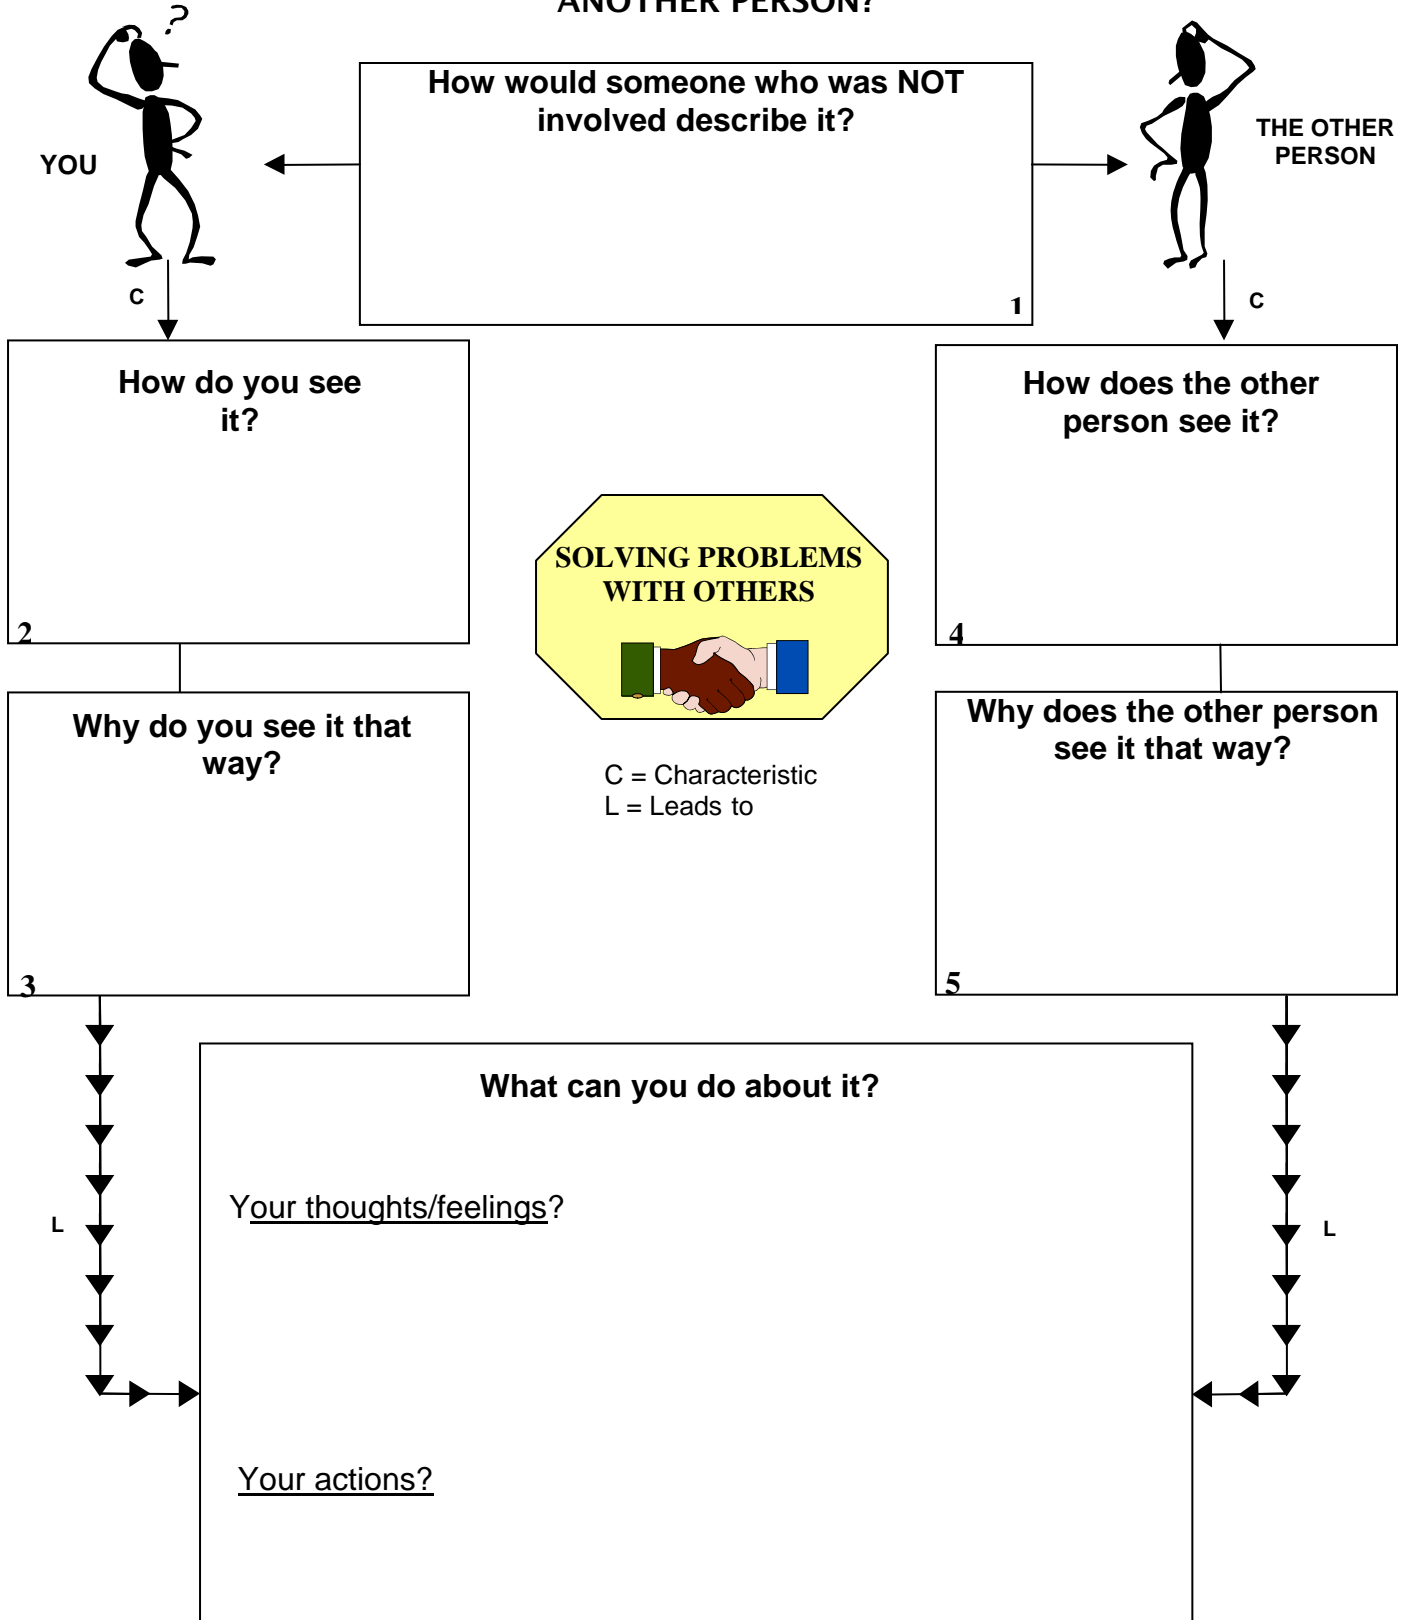 ANOTHER PERSON?
?
How would someone who was NOT
involved describe it?
1
YOU
THE OTHER
PERSON
C
C
How do you see
it?
2
How does the other
person see it?
4
SOLVING PROBLEMS
WITH OTHERS
Why do you see it that
way?
3
Why does the other person
see it that way?
5
C = Characteristic
L = Leads to
L
L
What can you do about it?
Your thoughts/feelings?
Your actions?